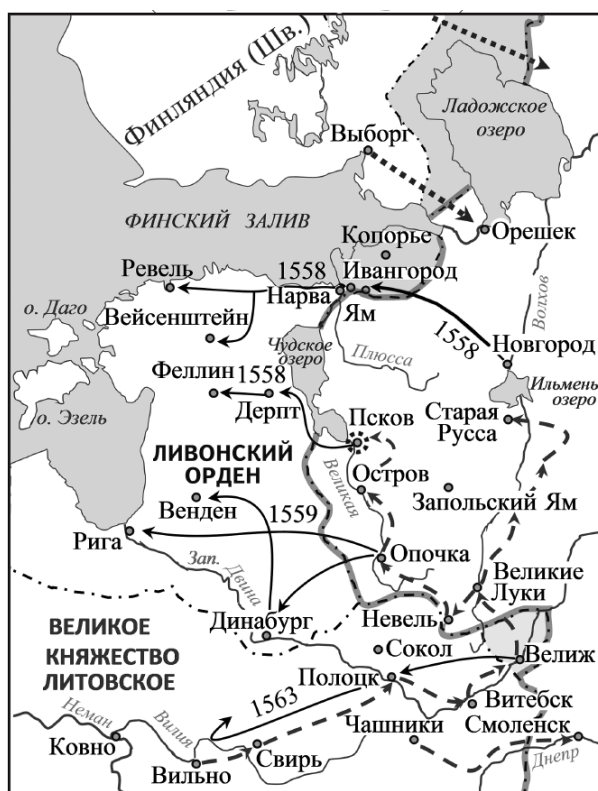 Финляндия (Шв.)
Ладожское
озеро
Выборг
ФИНСКИЙ ЗАЛИВ
Орешек
Копорье
Ревель
1558
Ивангород
Нарва
Ям
о. Даго
Вейсенштейн
Чудское
озеро
Плюсса
1558
Волхов
Новгород
Феллин
1558
Ильмень
озеро
Дерпт
о. Эзель
Псков
Старая
Русса
ЛИВОНСКИЙ
ОРДЕН
Великая
Остров
Запольский Ям
Венден
1559
Рига
Зап.
Двина
Опочка
Великие
Луки
Невель
ВЕЛИКОЕ
КНЯЖЕСТВО
ЛИТОВСКОЕ
Динабург
Сокол
Велиж
Полоцк
1563
Витебск
Неман
Вилия
Чашники
Смоленск
Ковно
Свирь
Днепр
Вильно